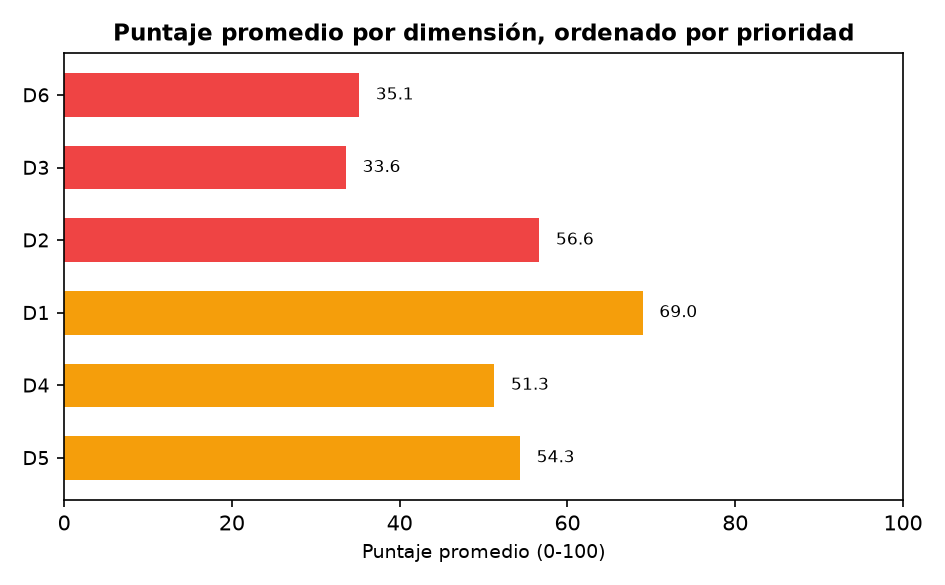 Puntaje promedio por dimensión, ordenado por prioridad
D6 35.1
D3 33.6
D2 56.6
D1 69.0
D4 51.3
D5 54.3
0 20 40 60 80 100
Puntaje promedio (0-100)